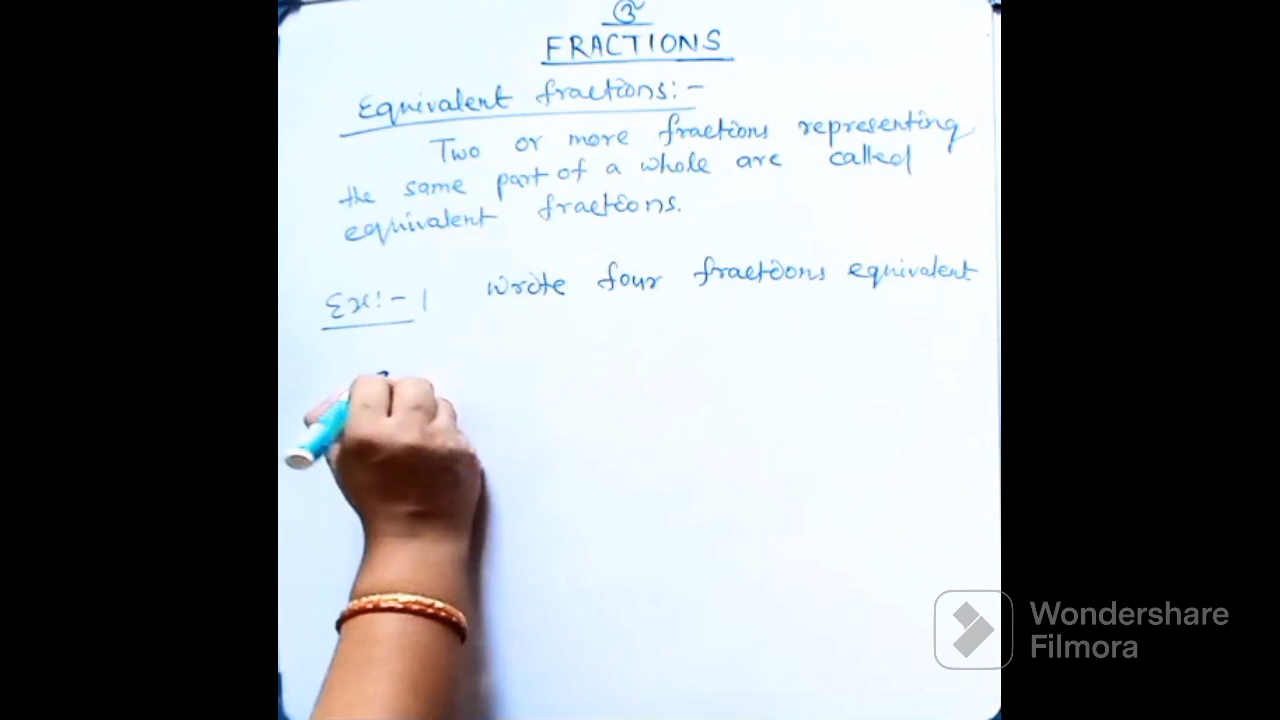 FRACTIONS
Equivalent fractions:-
Two or more fractions representing
the same part of a whole are called
equivalent fractions.
Ex:- 1 write four fractions equivalent
Wondershare
Filmora